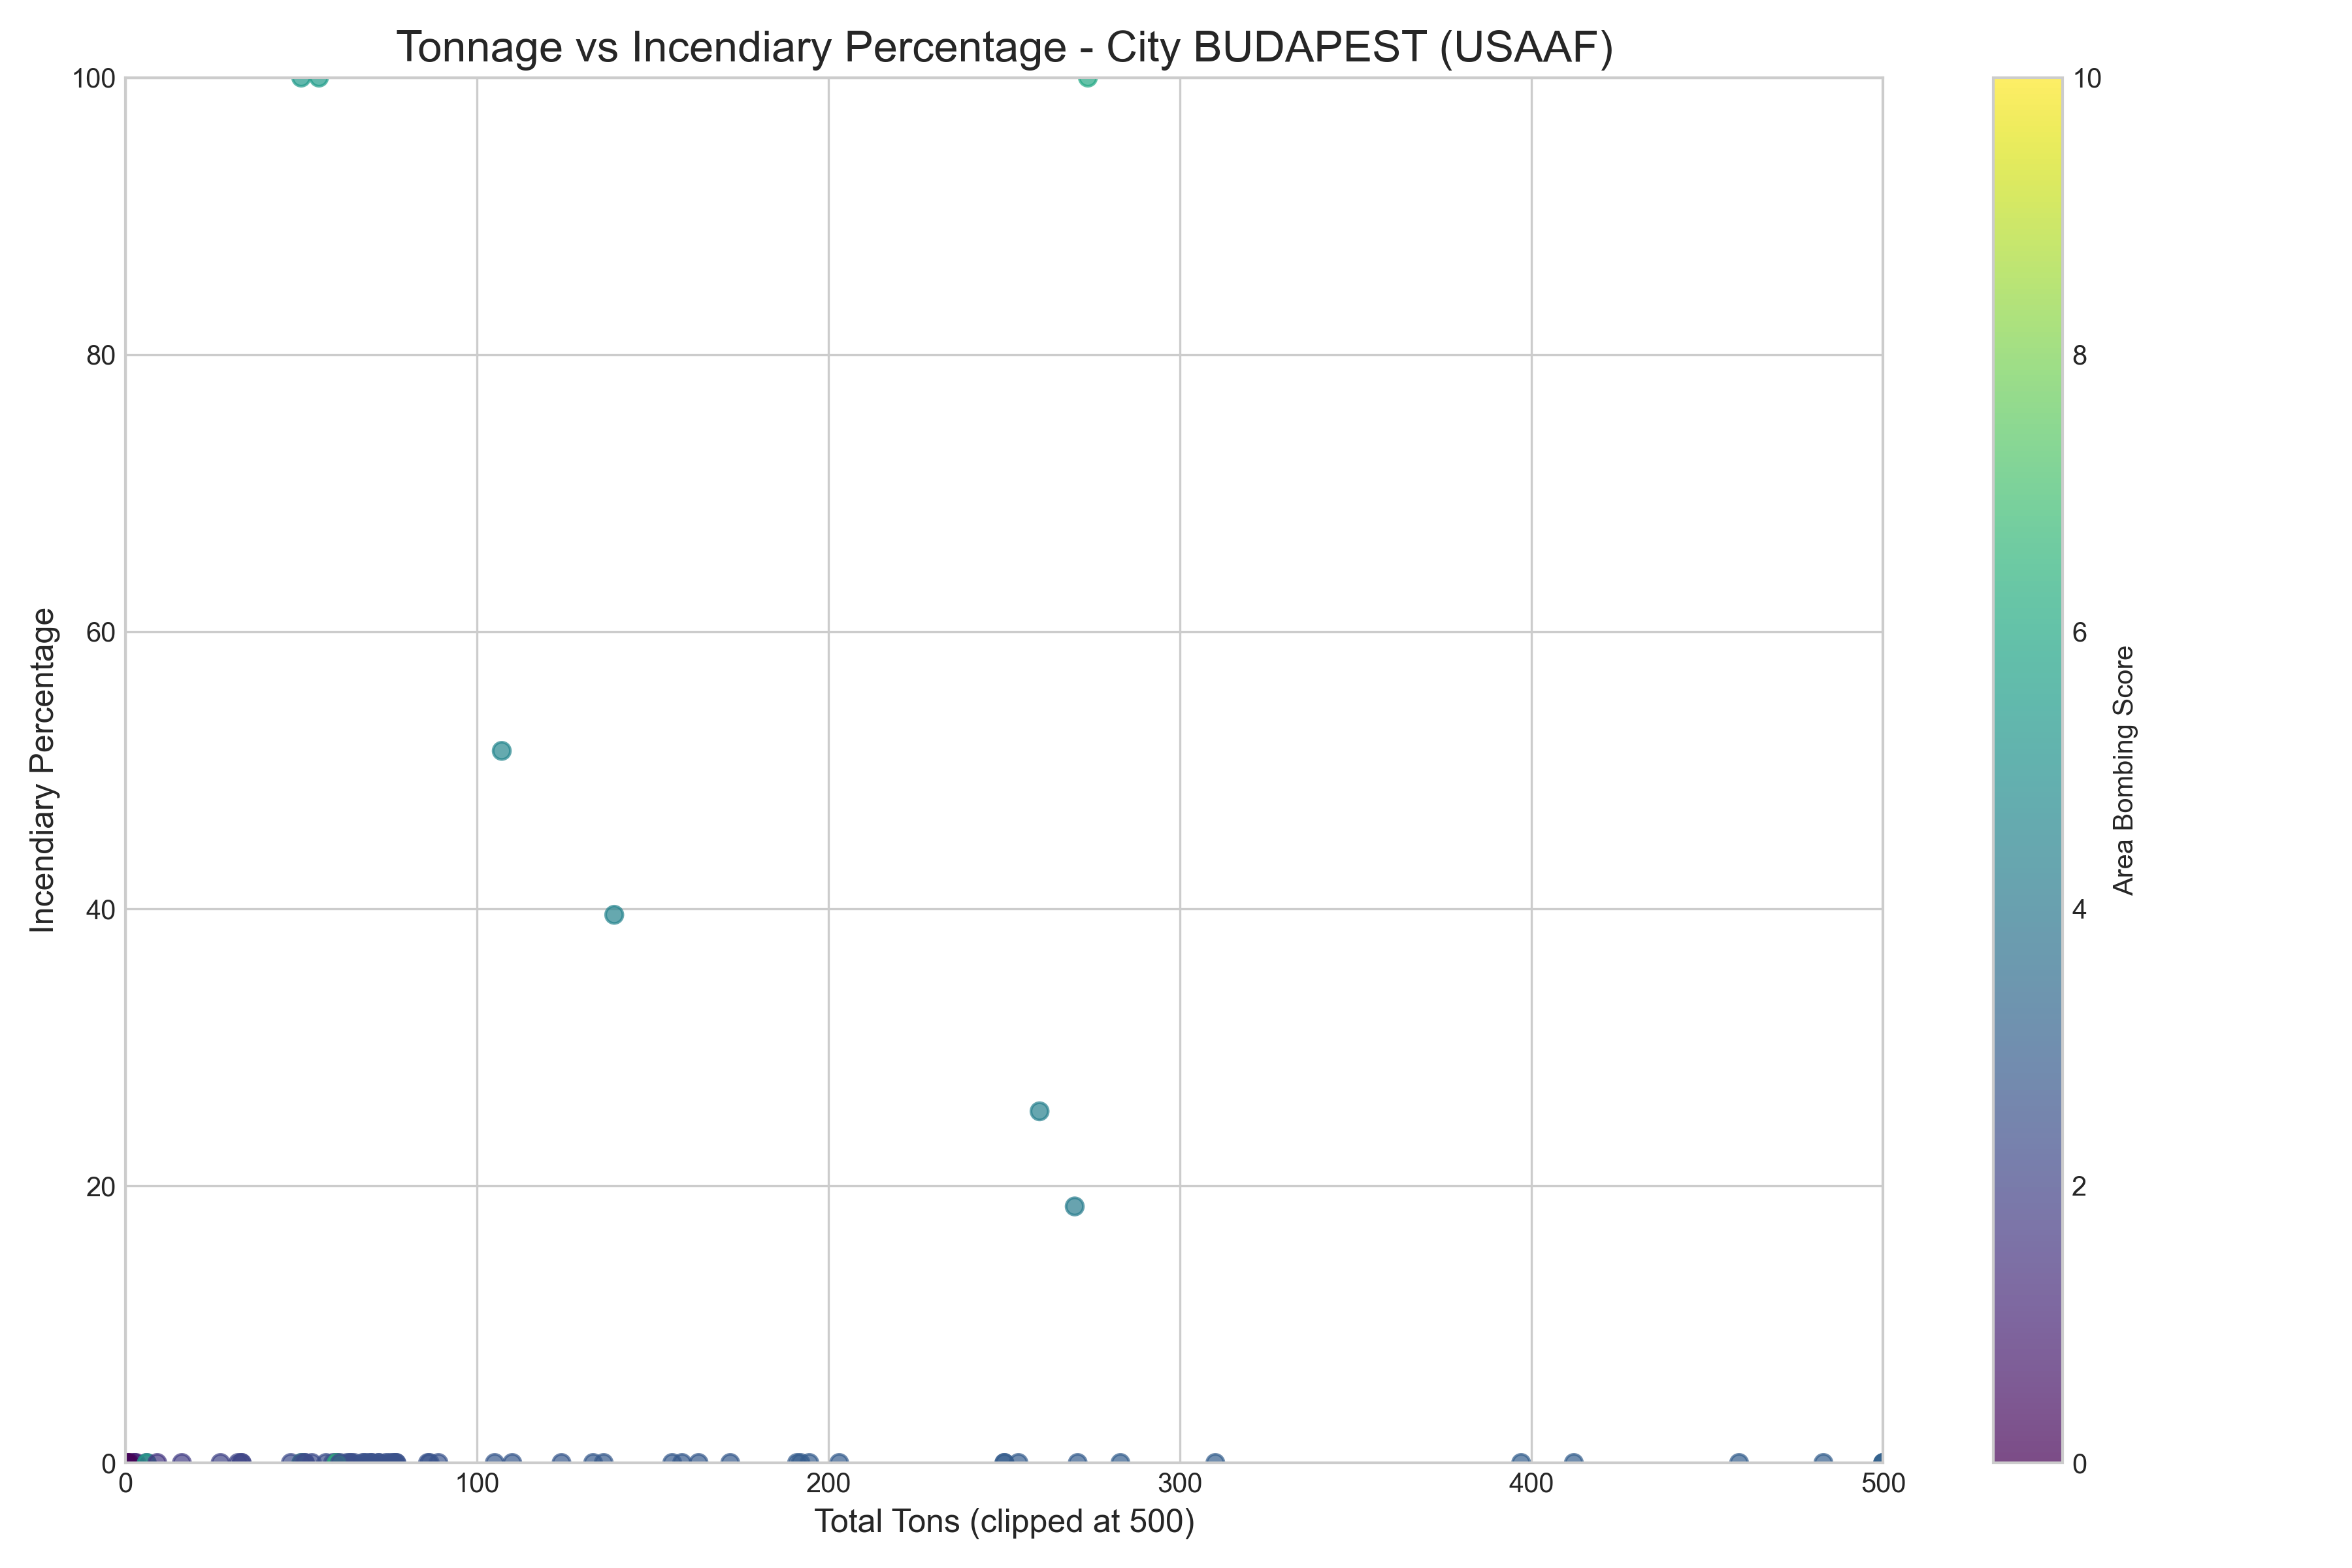 Tonnage vs Incendiary Percentage - City BUDAPEST (USAAF)
100
80
60
40
20
0
Incendiary Percentage
0 100 200 300 400 500
Total Tons (clipped at 500)
10
8
6
4
2
0
Area Bombing Score